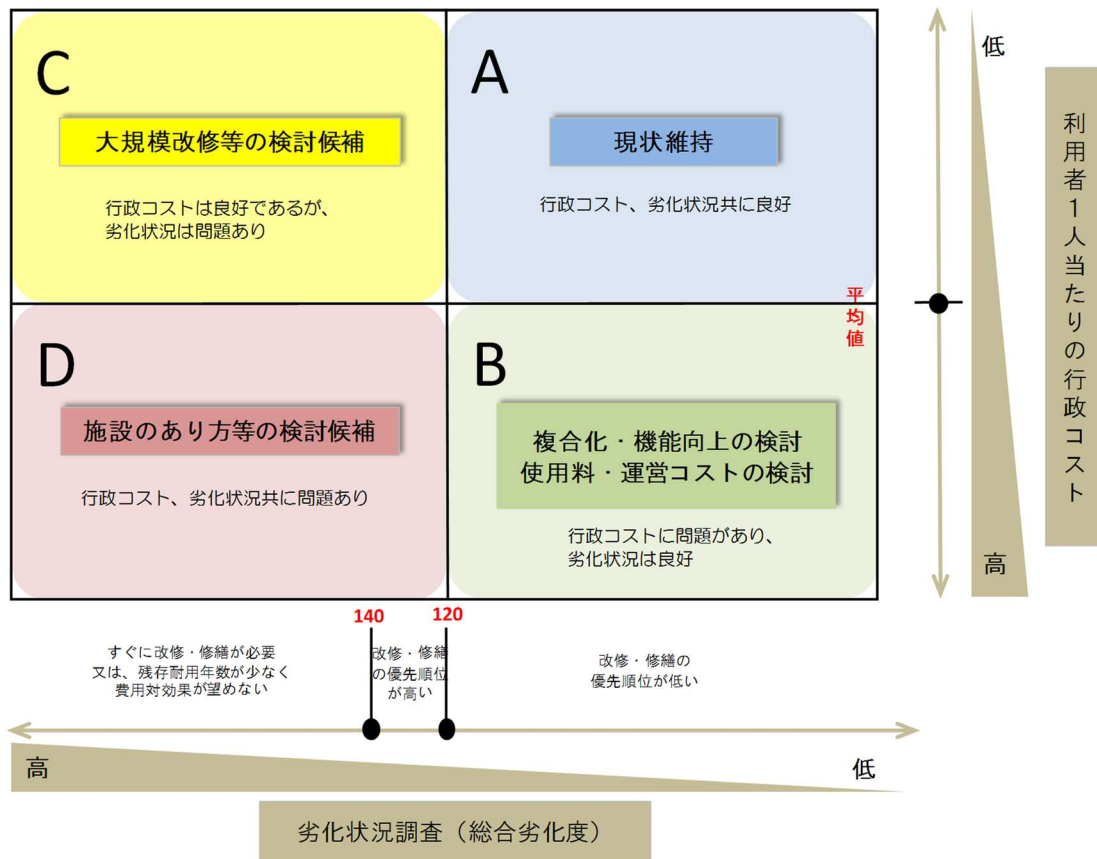 C
大規模改修等の検討候補
行政コストは良好であるが、
劣化状況は問題あり
A
現状維持
行政コスト、劣化状況共に良好
低
利用者1人当たりの行政コスト
平均値
D
施設のあり方等の検討候補
行政コスト、劣化状況共に問題あり
B
複合化・機能向上の検討
使用料・運営コストの検討
行政コストに問題があり、
劣化状況は良好
高
140
120
すぐに改修・修繕が必要
又は、残存耐用年数が少なく
費用対効果が望めない
改修・修繕
の優先順位
が高い
改修・修繕の
優先順位が低い
高
低
劣化状況調査（総合劣化度）